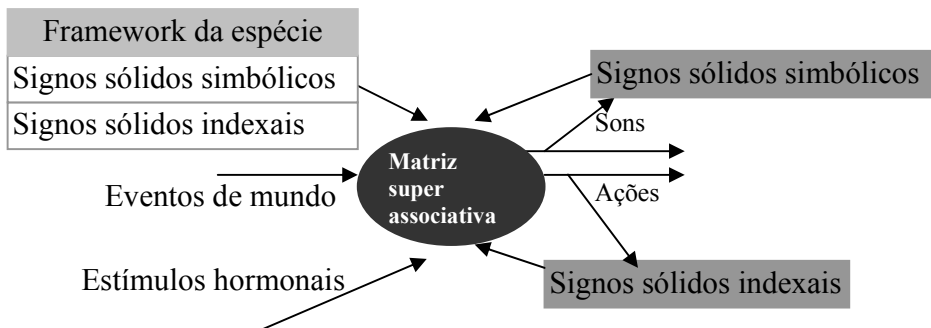 Framework da espécie
Signos sólidos simbólicos
Signos sólidos indexais
Signos sólidos simbólicos
Sons
Matriz
super
associativa
Eventos de mundo
Ações
Estímulos hormonais
Signos sólidos indexais